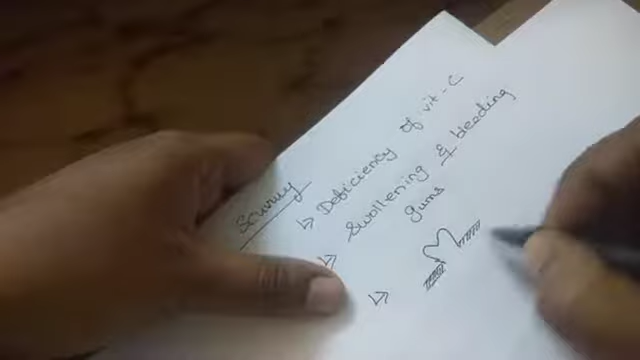 Scurvy
↳ Deficiency of vit-C
↳ Swollening & bleeding
gums